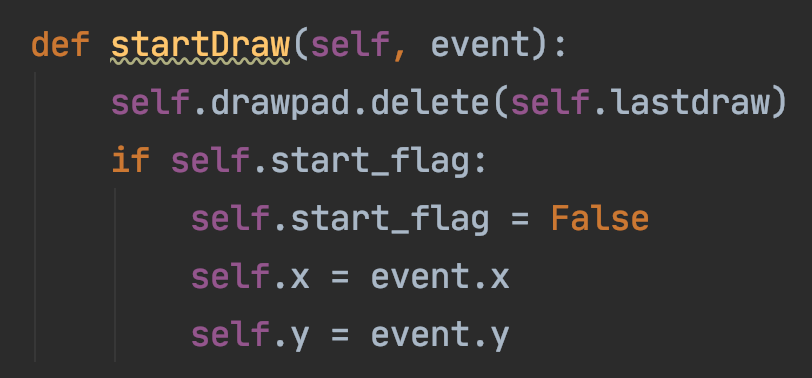 def startDraw(self, event):
    self.drawpad.delete(self.lastdraw)
    if self.start_flag:
        self.start_flag = False
        self.x = event.x
        self.y = event.y